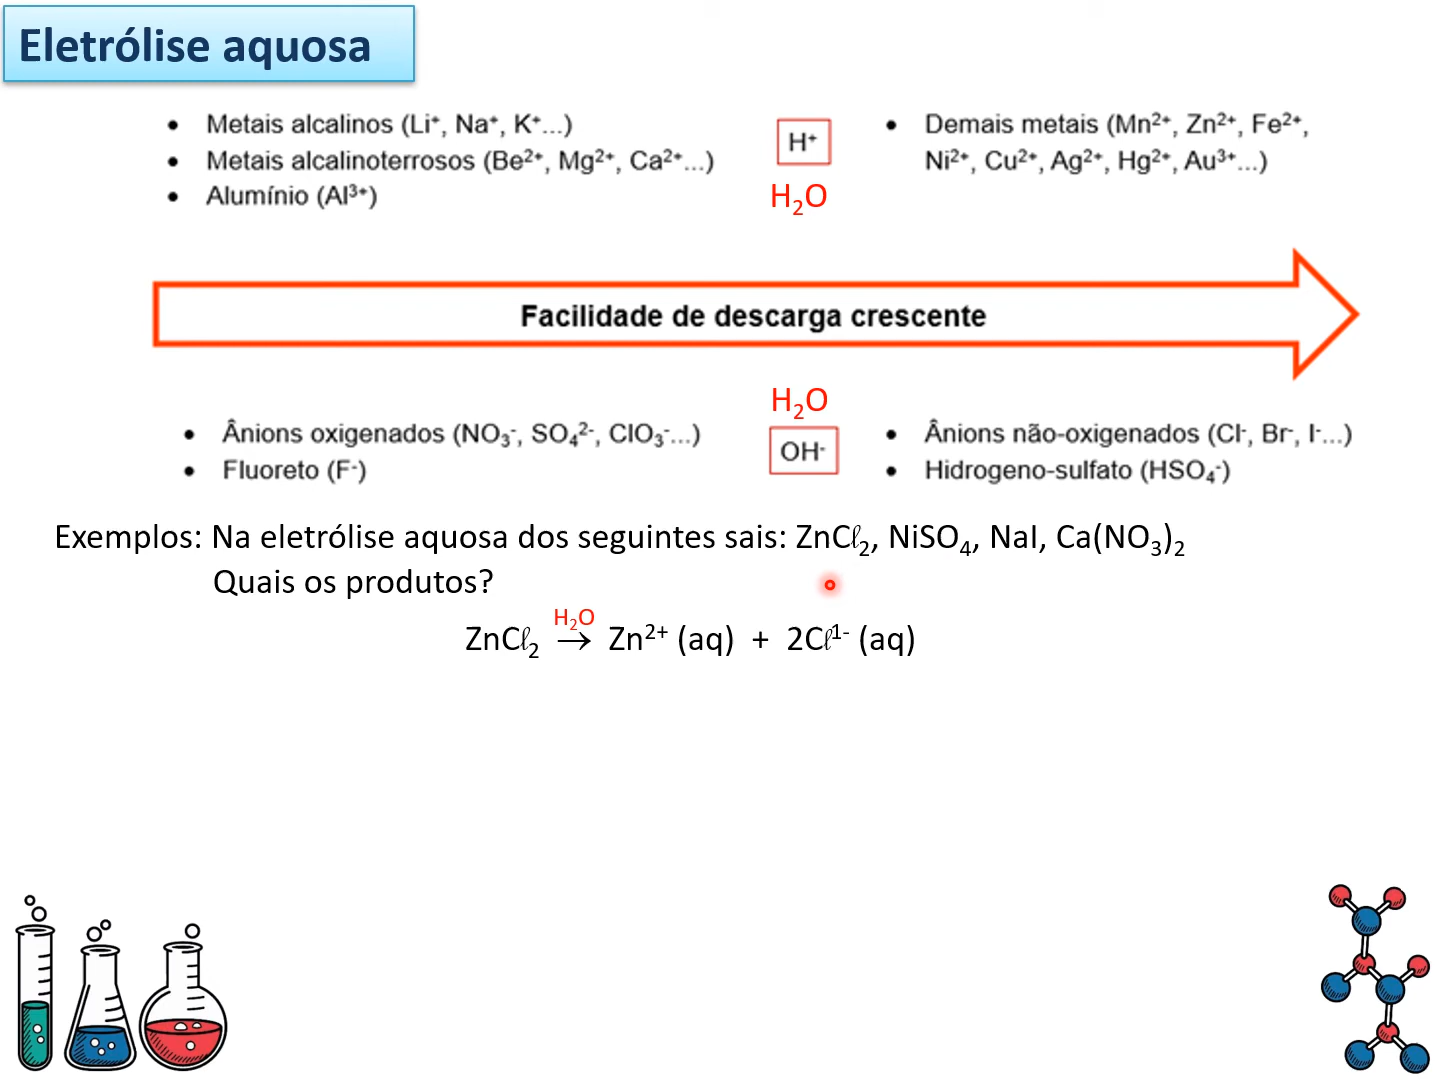 Eletrólise aquosa
• Metais alcalinos (Li⁺, Na⁺, K⁺...)
• Metais alcalinoterrosos (Be²⁺, Mg²⁺, Ca²⁺...)
• Alumínio (Al³⁺)
H⁺
H₂O
• Demais metais (Mn²⁺, Zn²⁺, Fe²⁺,
Ni²⁺, Cu²⁺, Ag²⁺, Hg²⁺, Au³⁺...)
Facilidade de descarga crescente
• Ânions oxigenados (NO₃⁻, SO₄²⁻, ClO₃⁻...)
• Fluoreto (F⁻)
H₂O
OH⁻
• Ânions não-oxigenados (Cl⁻, Br⁻, I⁻...)
• Hidrogeno-sulfato (HSO₄⁻)
Exemplos: Na eletrólise aquosa dos seguintes sais: ZnCℓ₂, NiSO₄, NaI, Ca(NO₃)₂
Quais os produtos?
H₂O
ZnCℓ₂ → Zn²⁺ (aq) + 2Cℓ¹⁻ (aq)